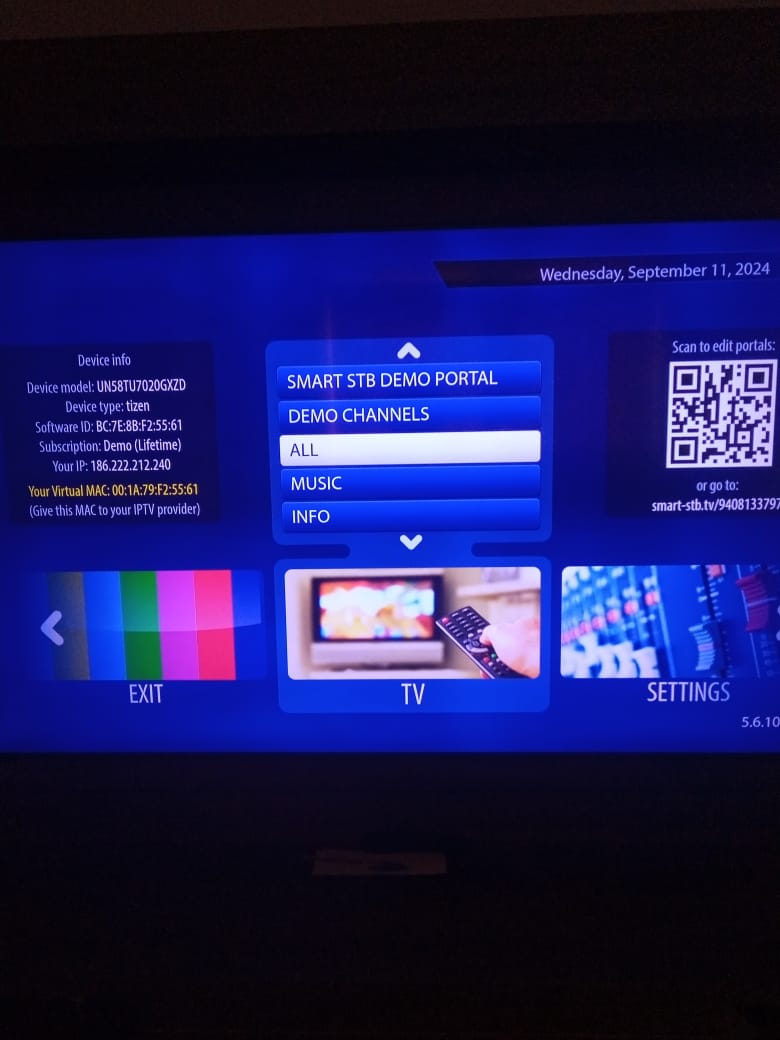 Wednesday, September 11, 2024
Device info
Device model: UN58TU7020GXZD
Device type: tizen
Software ID: BC:7E:8B:F2:55:61
Subscription: Demo (Lifetime)
Your IP: 186.222.212.240
Your Virtual MAC: 00:1A:79:F2:55:61
(Give this MAC to your IPTV provider)
SMART STB DEMO PORTAL
DEMO CHANNELS
ALL
MUSIC
INFO
Scan to edit portals:
or go to:
smart-stb.tv/9408133797
EXIT
TV
SETTINGS
5.6.10